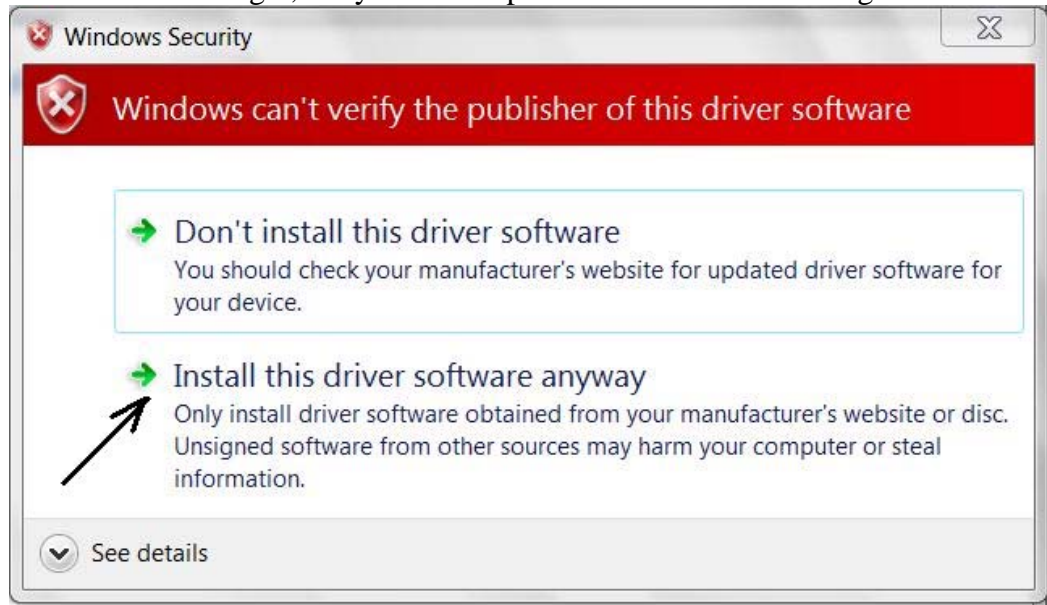 Windows Security
Windows can't verify the publisher of this driver software
Don't install this driver software
You should check your manufacturer's website for updated driver software for
your device.
Install this driver software anyway
Only install driver software obtained from your manufacturer's website or disc.
Unsigned software from other sources may harm your computer or steal
information.
See details